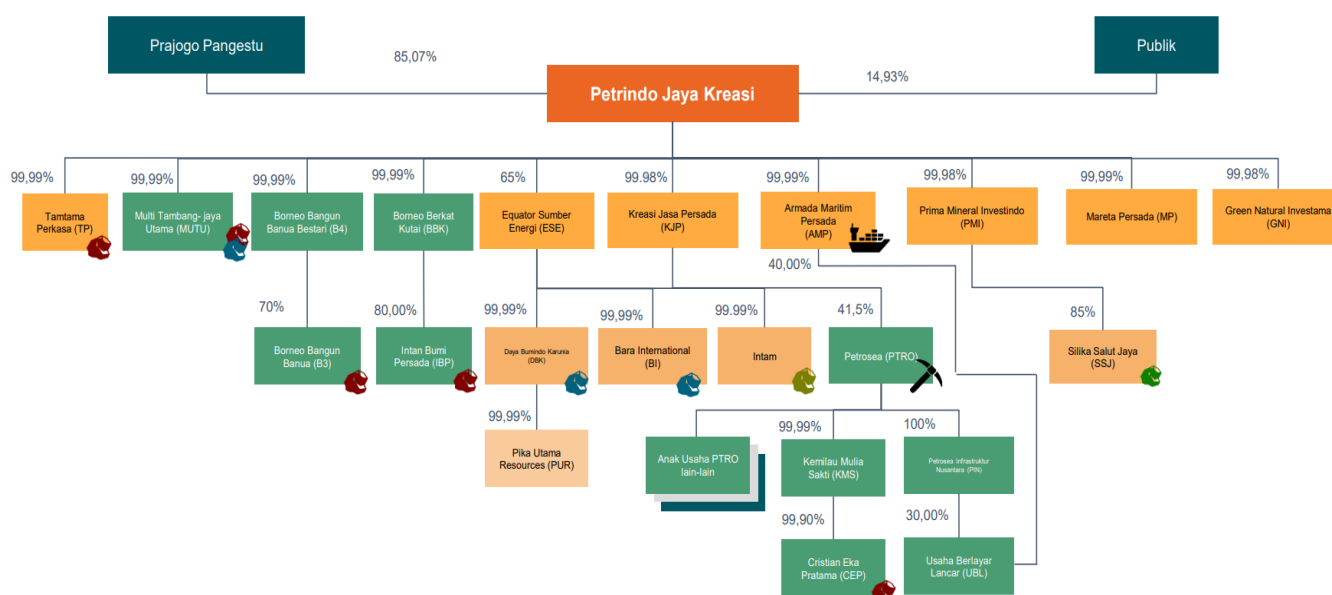 Prajogo Pangestu
Publik
85,07%
14,93%
Petrindo Jaya Kreasi
99,99%
99,99%
99,99%
99,99%
65%
99.98%
99,99%
99,98%
99,99%
99,98%
Tamtama
Perkasa (TP)
Multi Tambang- jaya
Utama (MUTU)
Borneo Bangun
Banua Bestari (B4)
Borneo Berkat
Kutai (BBK)
Equator Sumber
Energi (ESE)
Kreasi Jasa Persada
(KJP)
Armada Maritim
Persada
(AMP)
Prima Mineral Investindo
(PMI)
Mareta Persada (MP)
Green Natural Investama
(GNI)
40,00%
70%
80,00%
99,99%
99,99%
99.99%
41,5%
85%
Borneo Bangun
Banua (B3)
Intan Bumi
Persada (IBP)
Daya Bumindo Karunia
(DBK)
Bara International
(BI)
Intam
Petrosea (PTRO)
Silika Salut Jaya
(SSJ)
99,99%
99,99%
100%
Pika Utama
Resources (PUR)
Anak Usaha PTRO
lain-lain
Kemilau Mulia
Sakti (KMS)
Petrosea Infrastruktur
Nusantara (PIN)
99,90%
30,00%
Cristian Eka
Pratama (CEP)
Usaha Berlayar
Lancar (UBL)